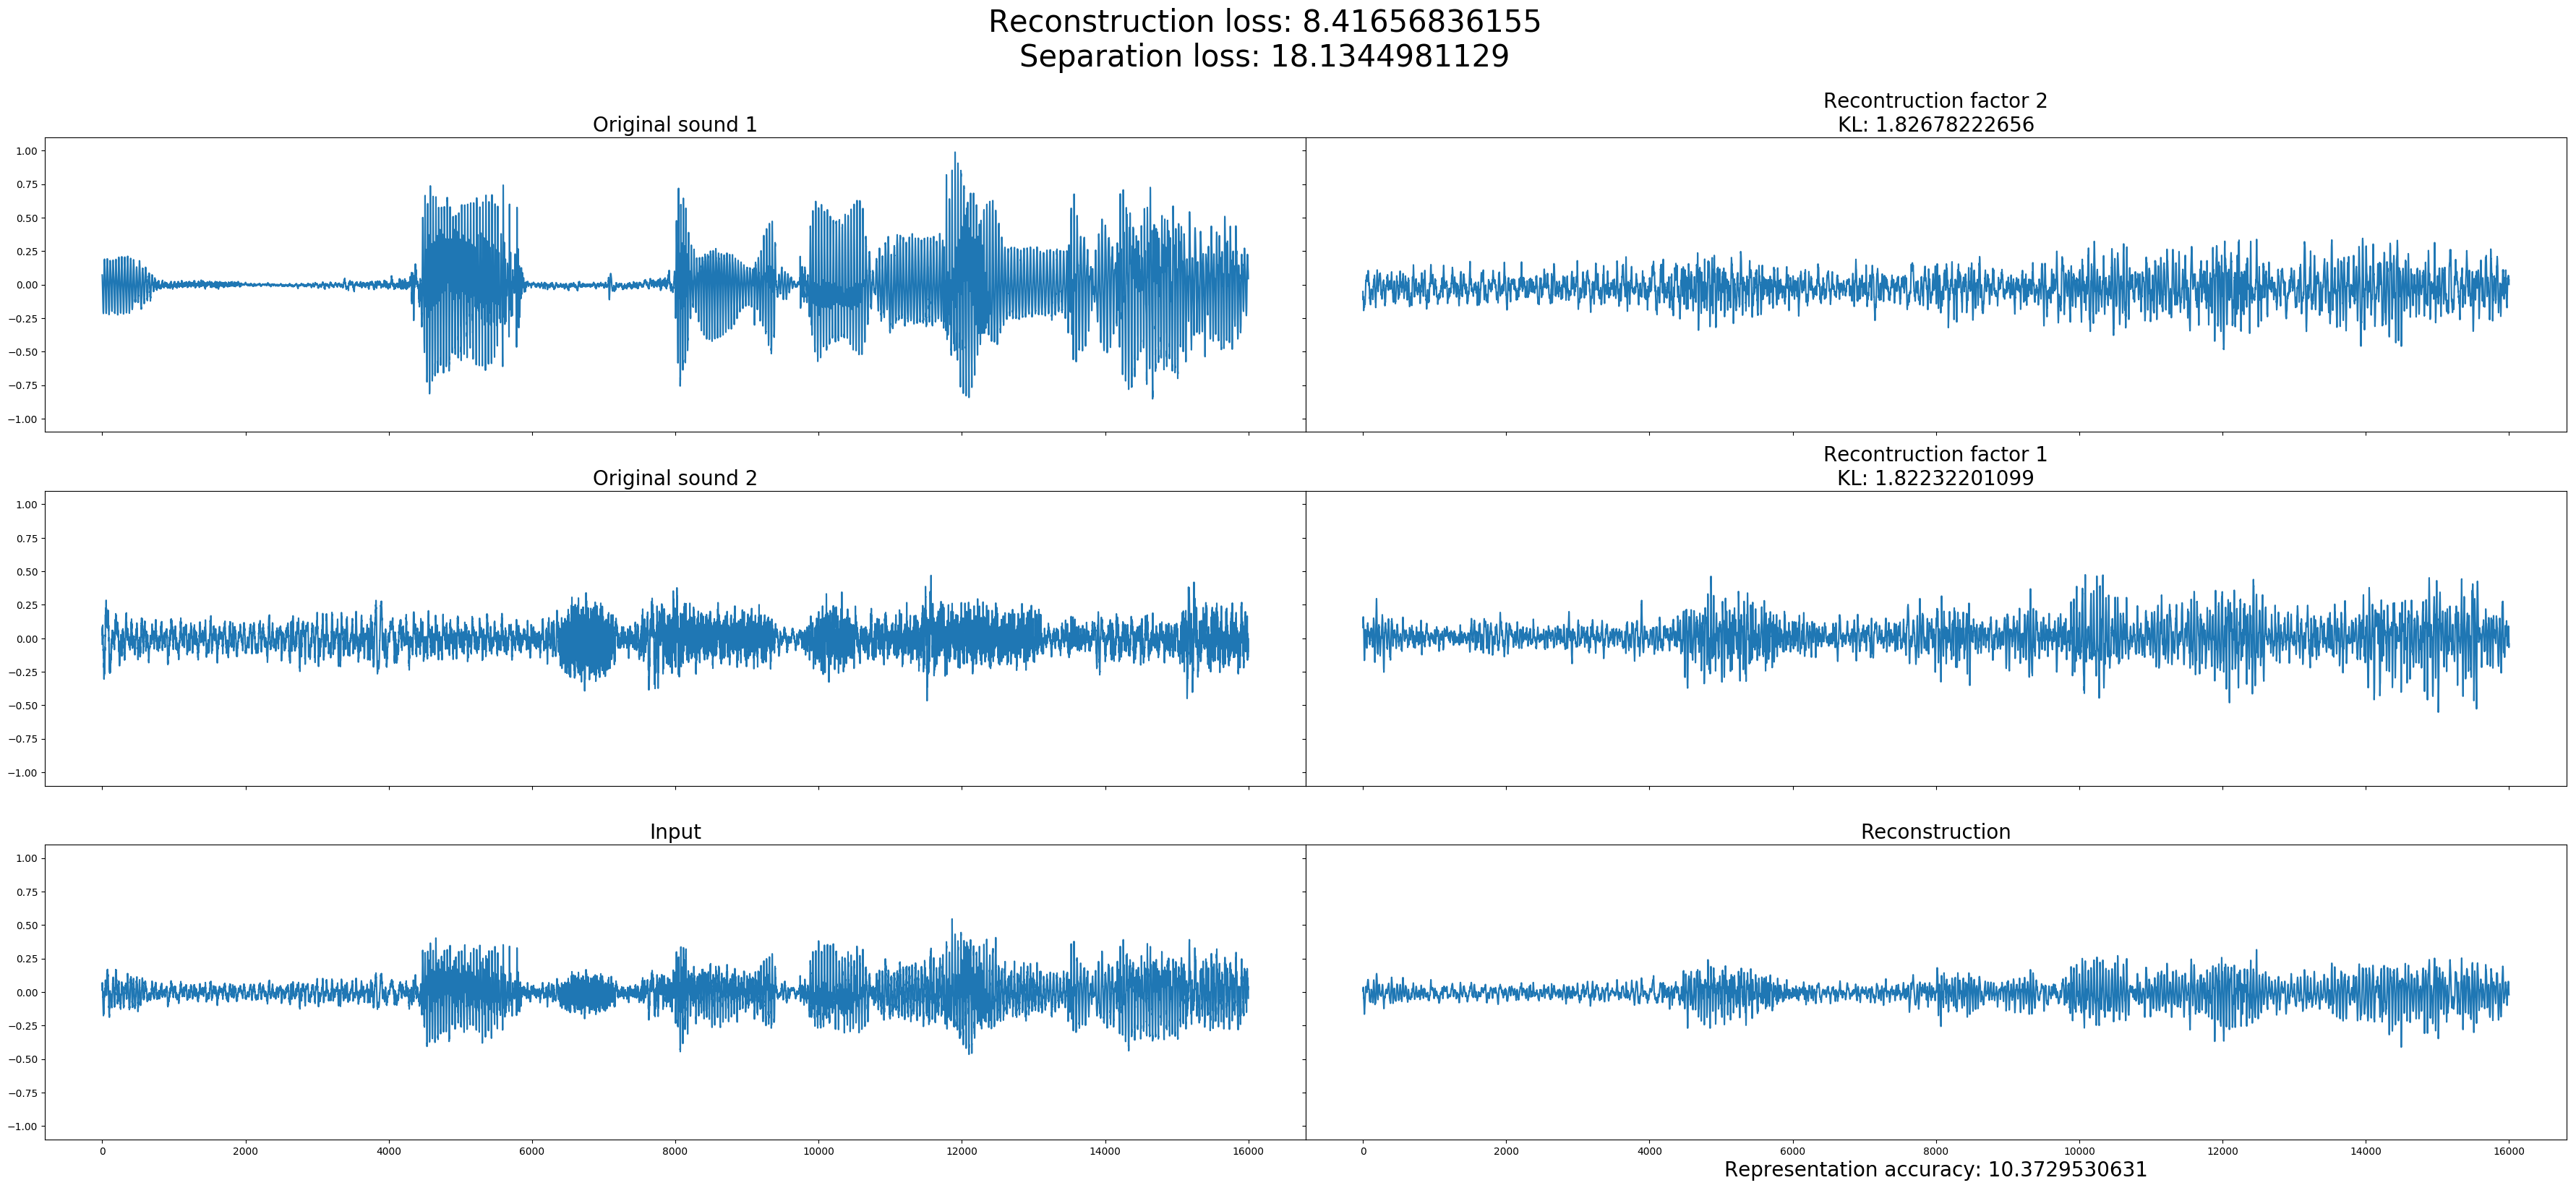 Reconstruction loss: 8.41656836155
Separation loss: 18.1344981129
Original sound 1
Recontruction factor 2
KL: 1.82678222656
1.00
0.75
0.50
0.25
0.00
−0.25
−0.50
−0.75
−1.00
Original sound 2
Recontruction factor 1
KL: 1.82232201099
1.00
0.75
0.50
0.25
0.00
−0.25
−0.50
−0.75
−1.00
Input
Reconstruction
1.00
0.75
0.50
0.25
0.00
−0.25
−0.50
−0.75
−1.00
0 2000 4000 6000 8000 10000 12000 14000 16000
0 2000 4000 6000 8000 10000 12000 14000 16000
Representation accuracy: 10.3729530631